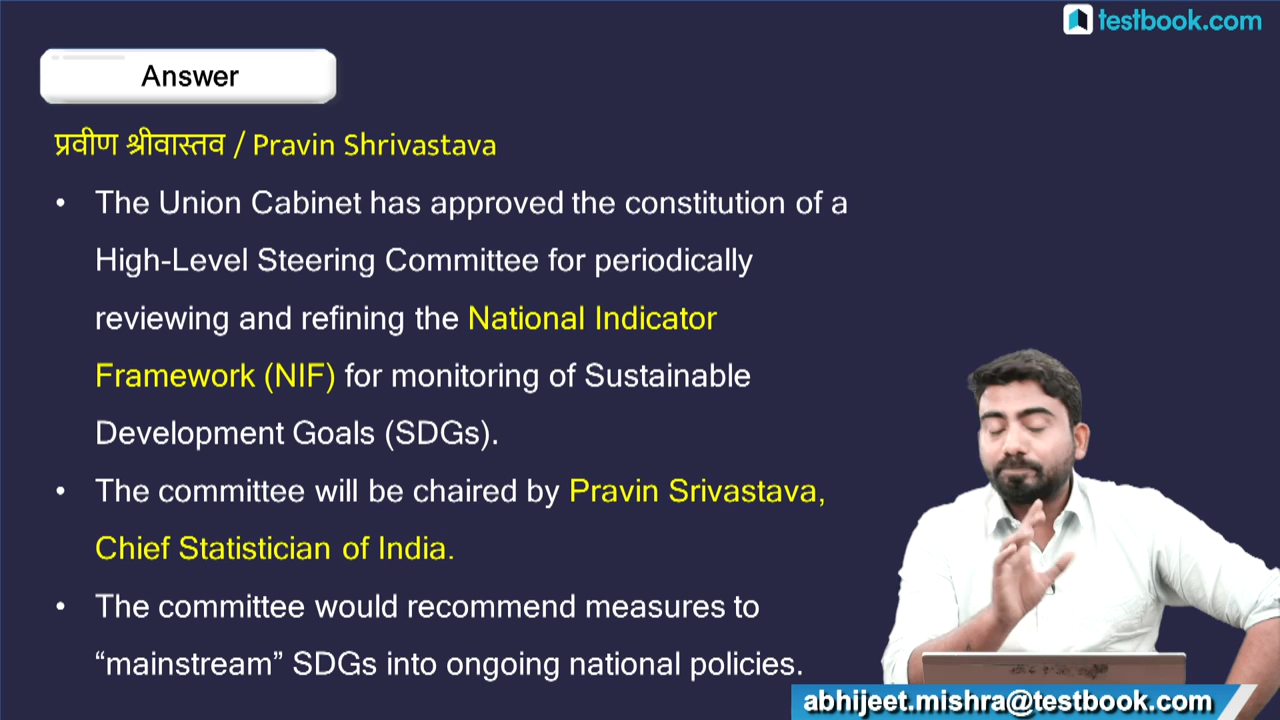 testbook.com
Answer
प्रवीण श्रीवास्तव / Pravin Shrivastava
• The Union Cabinet has approved the constitution of a
High-Level Steering Committee for periodically
reviewing and refining the National Indicator
Framework (NIF) for monitoring of Sustainable
Development Goals (SDGs).
• The committee will be chaired by Pravin Srivastava,
Chief Statistician of India.
• The committee would recommend measures to
“mainstream” SDGs into ongoing national policies.
abhijeet.mishra@testbook.com